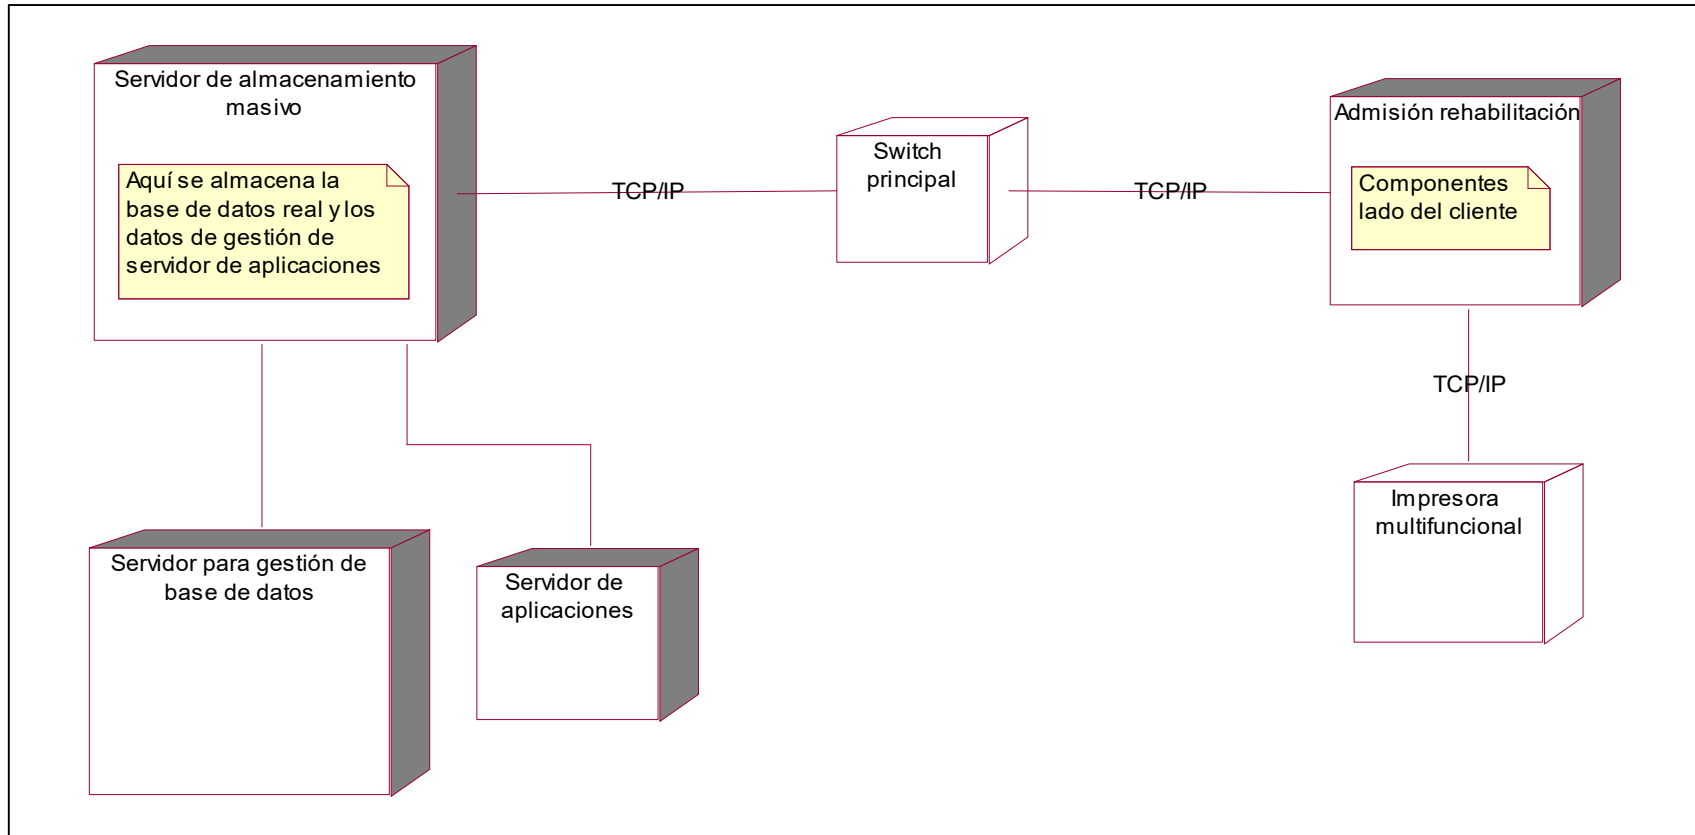 Servidor de almacenamiento
masivo
Aquí se almacena la
base de datos real y los
datos de gestión de
servidor de aplicaciones
TCP/IP
Switch
principal
TCP/IP
Admisión rehabilitación
Componentes
lado del cliente
TCP/IP
Impresora
multifuncional
Servidor para gestión de
base de datos
Servidor de
aplicaciones